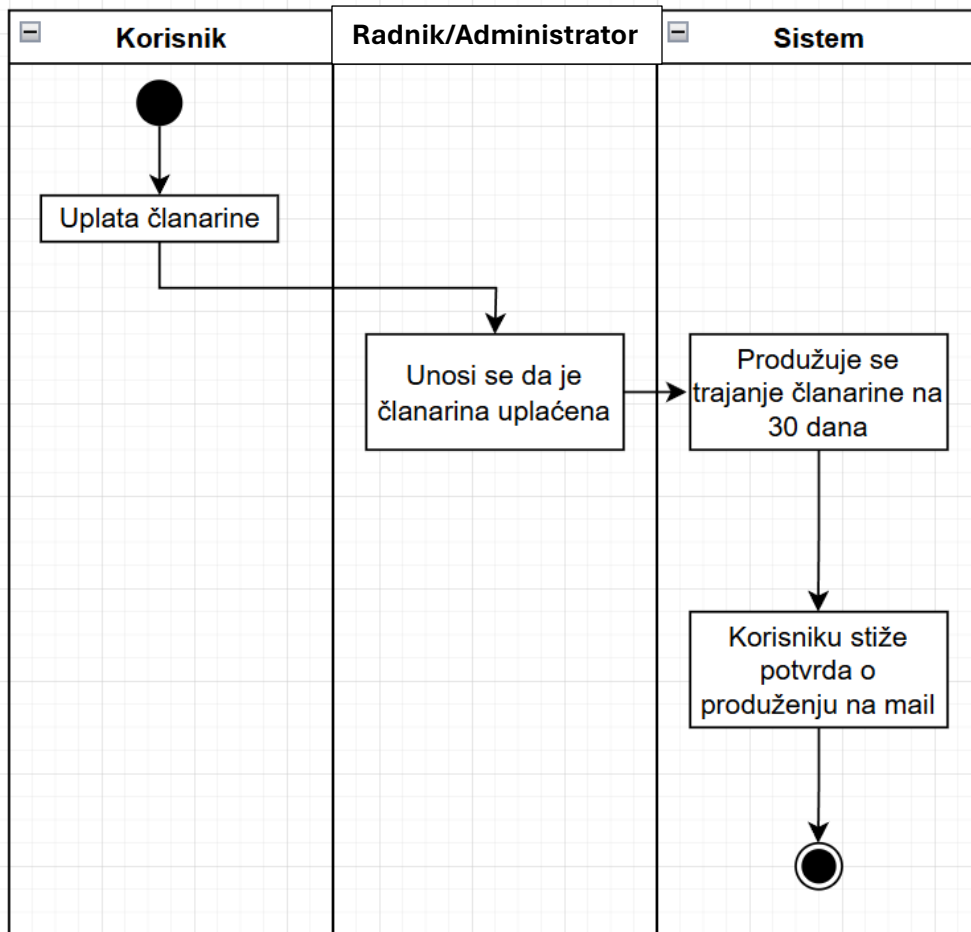 Korisnik
Radnik/Administrator
Sistem
Uplata članarine
Unosi se da je
članarina uplaćena
Produžuje se
trajanje članarine na
30 dana
Korisniku stiže
potvrda o
produženju na mail